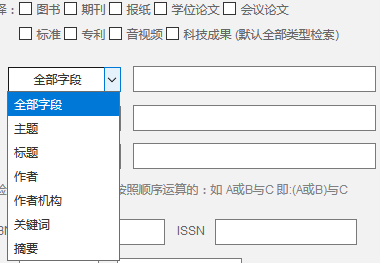 择：图书 期刊 报纸 学位论文 会议论文
标准 专利 音视频 科技成果 (默认全部类型检索)
全部字段
全部字段
主题
标题
作者
作者机构
关键词
摘要
按照顺序运算的：如 A或B与C 即:(A或B)与C
ISSN